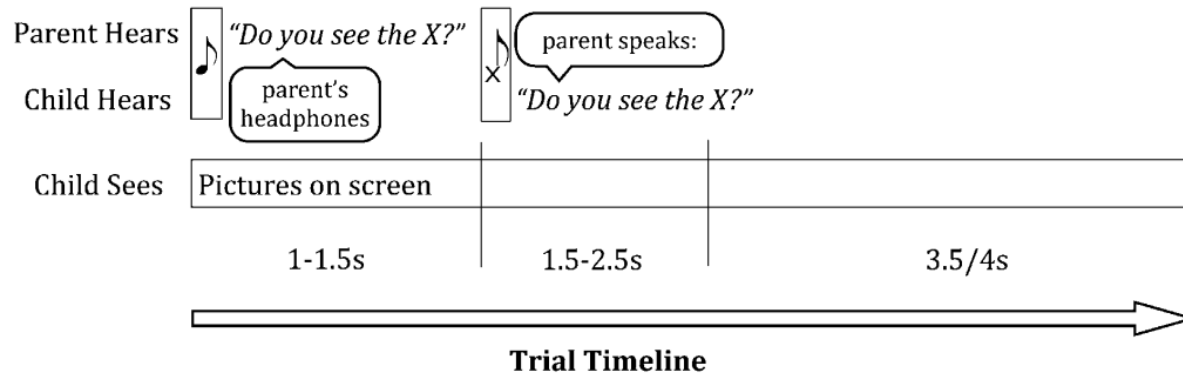 Parent Hears
"Do you see the X?"
parent speaks:
Child Hears
parent's
headphones
x
"Do you see the X?"
Child Sees
Pictures on screen
1-1.5s
1.5-2.5s
3.5/4s
Trial Timeline